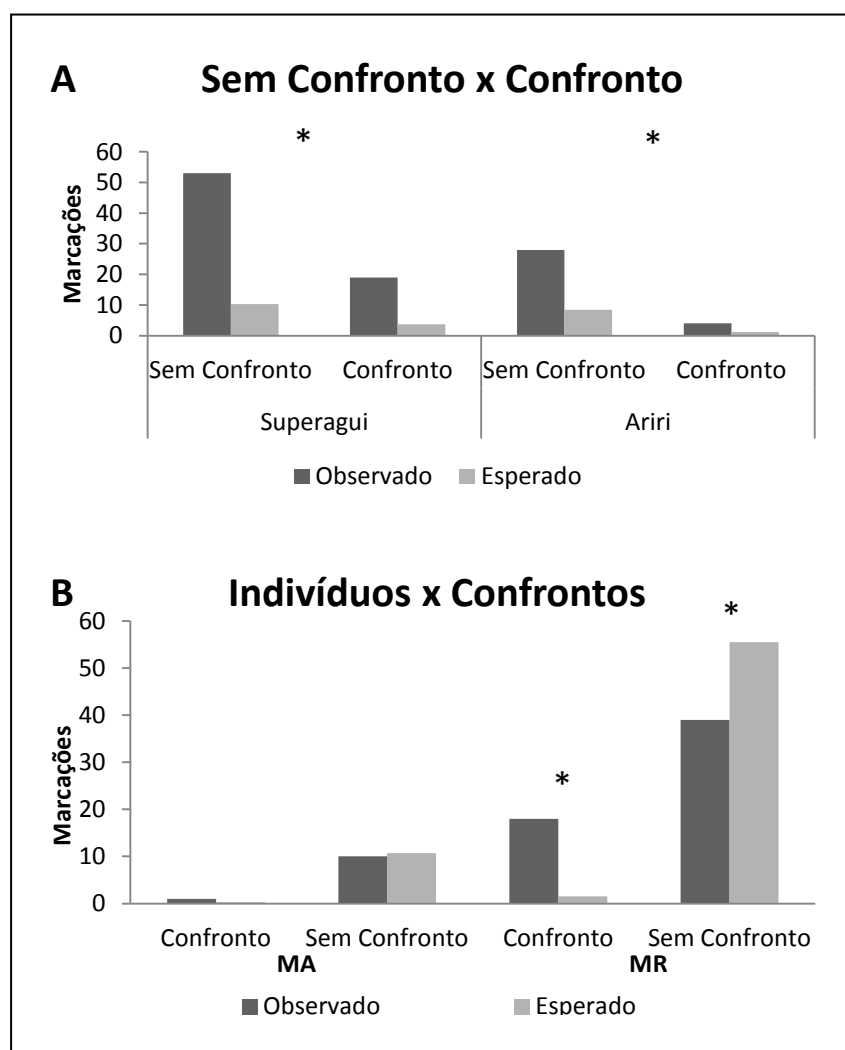 A Sem Confronto x Confronto
* *
Marcações
60
50
40
30
20
10
0
Sem Confronto Confronto Sem Confronto Confronto
Superagui Ariri
Observado Esperado
B Indivíduos x Confrontos
*
*
Marcações
60
50
40
30
20
10
0
Confronto Sem Confronto Confronto Sem Confronto
MA MR
Observado Esperado